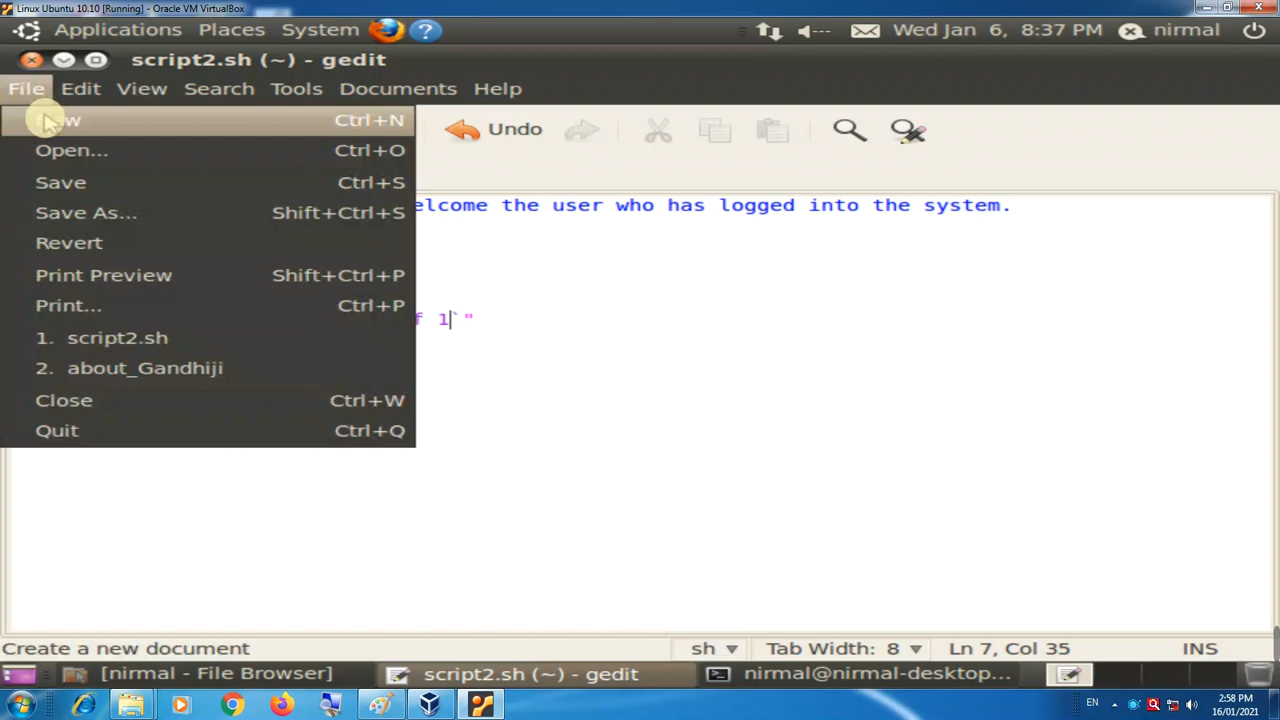 Linux Ubuntu 10.10 [Running] - Oracle VM VirtualBox
Applications Places System ? Wed Jan 6, 8:37 PM nirmal
script2.sh (~) - gedit
File Edit View Search Tools Documents Help
Ctrl+N Undo
Open... Ctrl+O
Save Ctrl+S
elcome the user who has logged into the system.
Save As... Shift+Ctrl+S
Revert
Print Preview Shift+Ctrl+P
Print... Ctrl+P
f 1`"
1. script2.sh
2. about_Gandhiji
Close Ctrl+W
Quit Ctrl+Q
Create a new document sh Tab Width: 8 Ln 7, Col 35 INS
[nirmal - File Browser] script2.sh (~) - gedit nirmal@nirmal-desktop...
EN 2:58 PM
16/01/2021